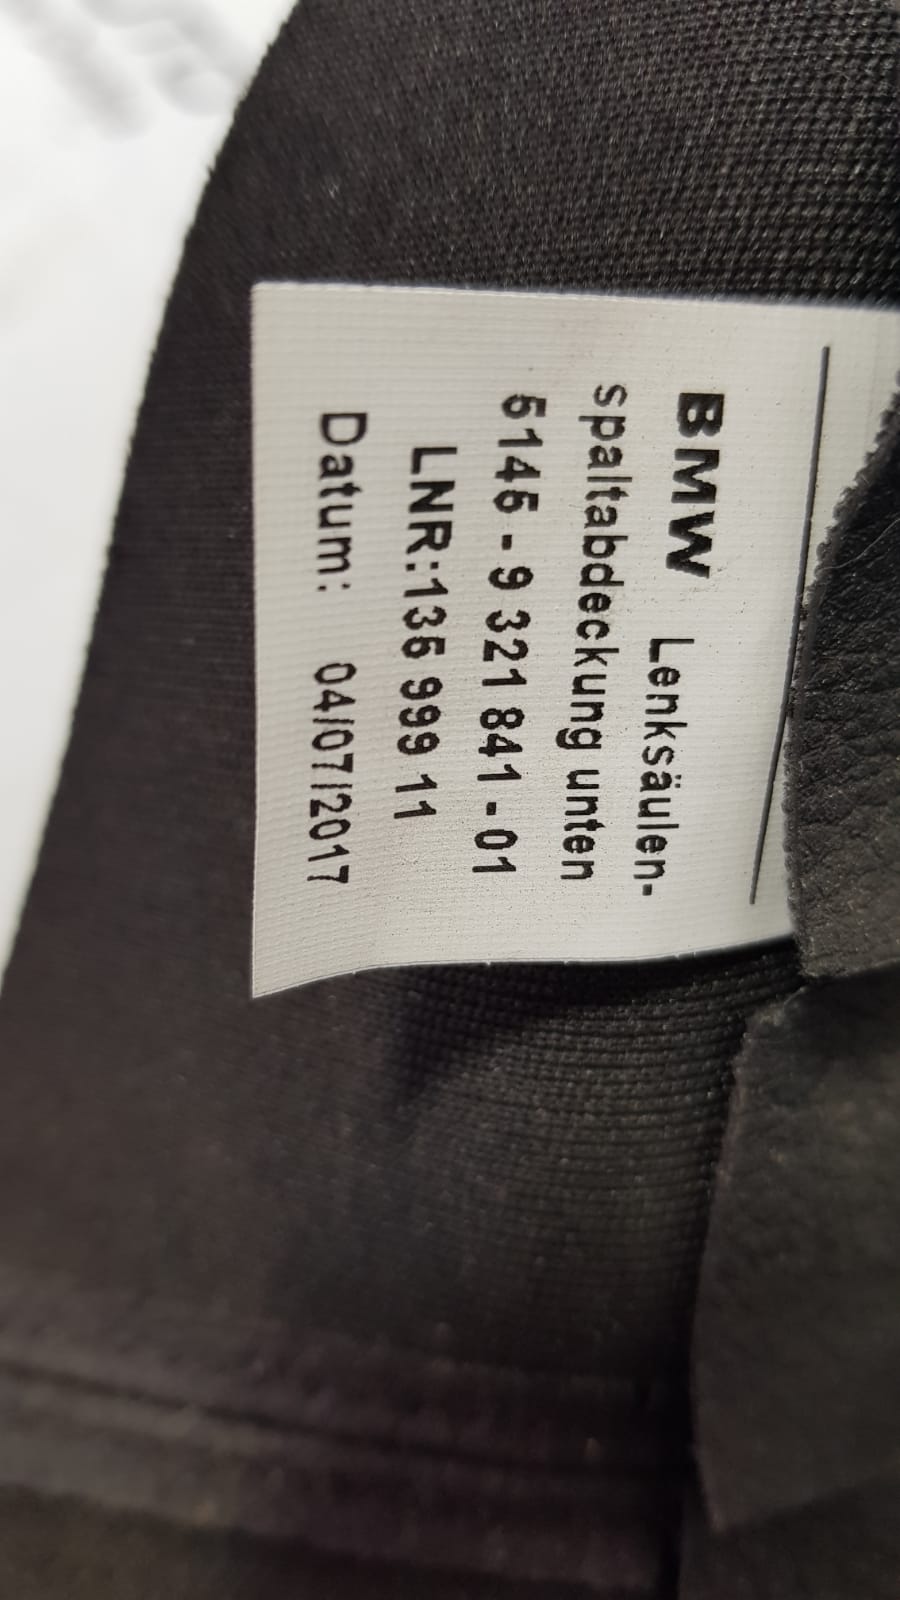 BMW Lenksäulen-
spaltabdeckung unten
5145 - 9 321 841 - 01
LNR:136 999 11
Datum: 04/07/2017